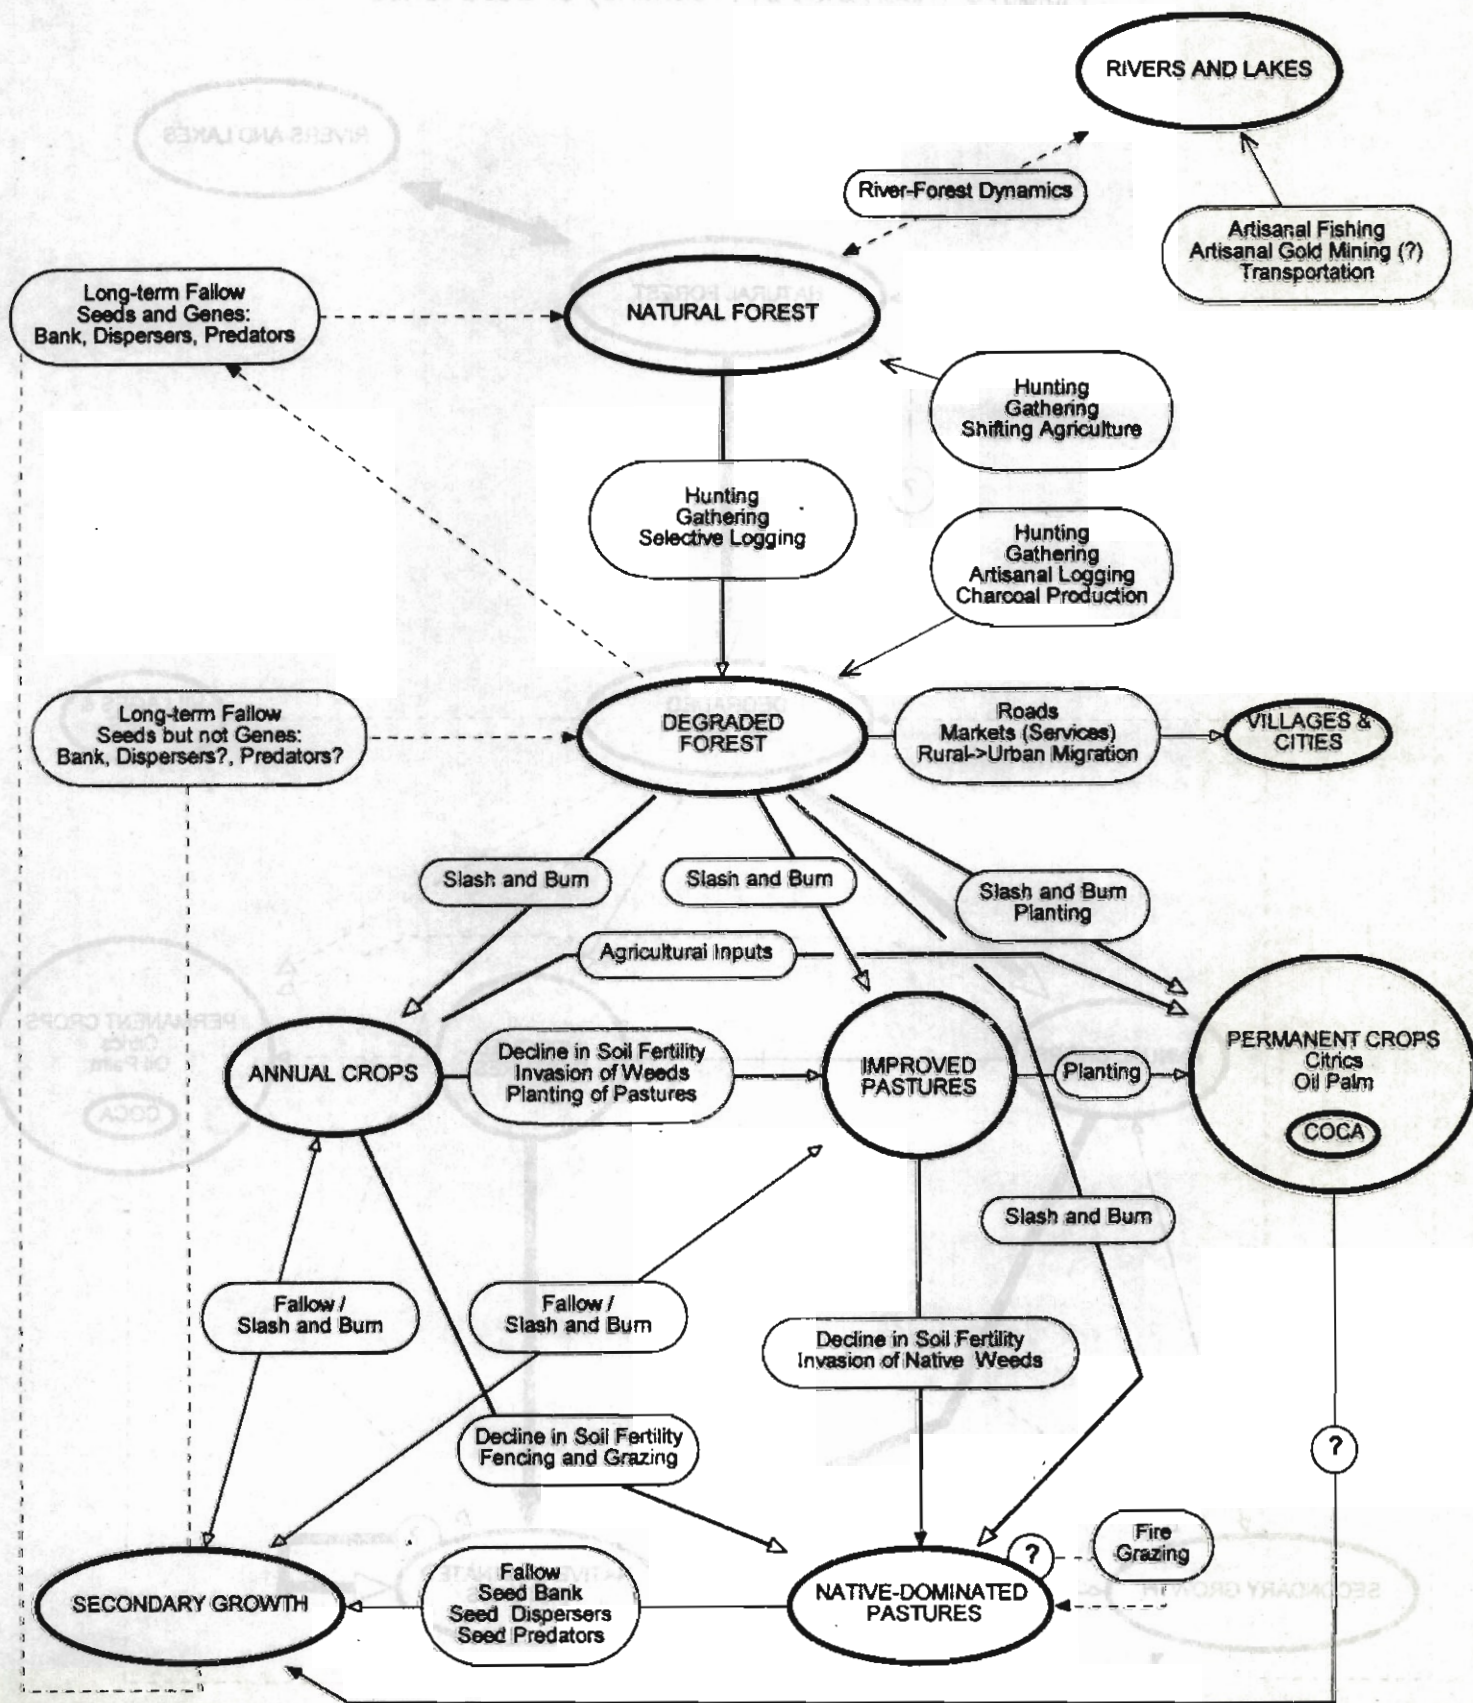 RIVERS AND LAKES
River-Forest Dynamics
Artisanal Fishing
Artisanal Gold Mining (?)
Transportation
Long-term Fallow
Seeds and Genes:
Bank, Dispersers, Predators
NATURAL FOREST
Hunting
Gathering
Shifting Agriculture
Hunting
Gathering
Selective Logging
Hunting
Gathering
Artisanal Logging
Charcoal Production
Long-term Fallow
Seeds but not Genes:
Bank, Dispersers?, Predators?
DEGRADED
FOREST
Roads
Markets (Services)
Rural->Urban Migration
VILLAGES &
CITIES
Slash and Burn
Slash and Burn
Slash and Burn
Planting
Agricultural Inputs
ANNUAL CROPS
Decline in Soil Fertility
Invasion of Weeds
Planting of Pastures
IMPROVED
PASTURES
Planting
PERMANENT CROPS
Citrics
Oil Palm
COCA
Slash and Burn
Fallow /
Slash and Burn
Fallow /
Slash and Burn
Decline in Soil Fertility
Invasion of Native Weeds
Decline in Soil Fertility
Fencing and Grazing
?
SECONDARY GROWTH
Fallow
Seed Bank
Seed Dispersers
Seed Predators
NATIVE-DOMINATED
PASTURES
?
Fire
Grazing